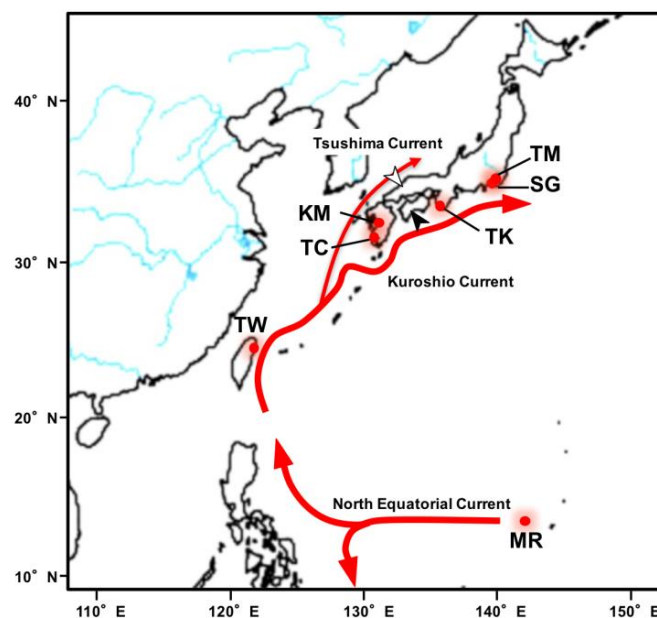 40° N
Tsushima Current
TM
SG
KM
TC
TK
30° N
Kuroshio Current
TW
20° N
North Equatorial Current
MR
10° N
110° E
120° E
130° E
140° E
150° E